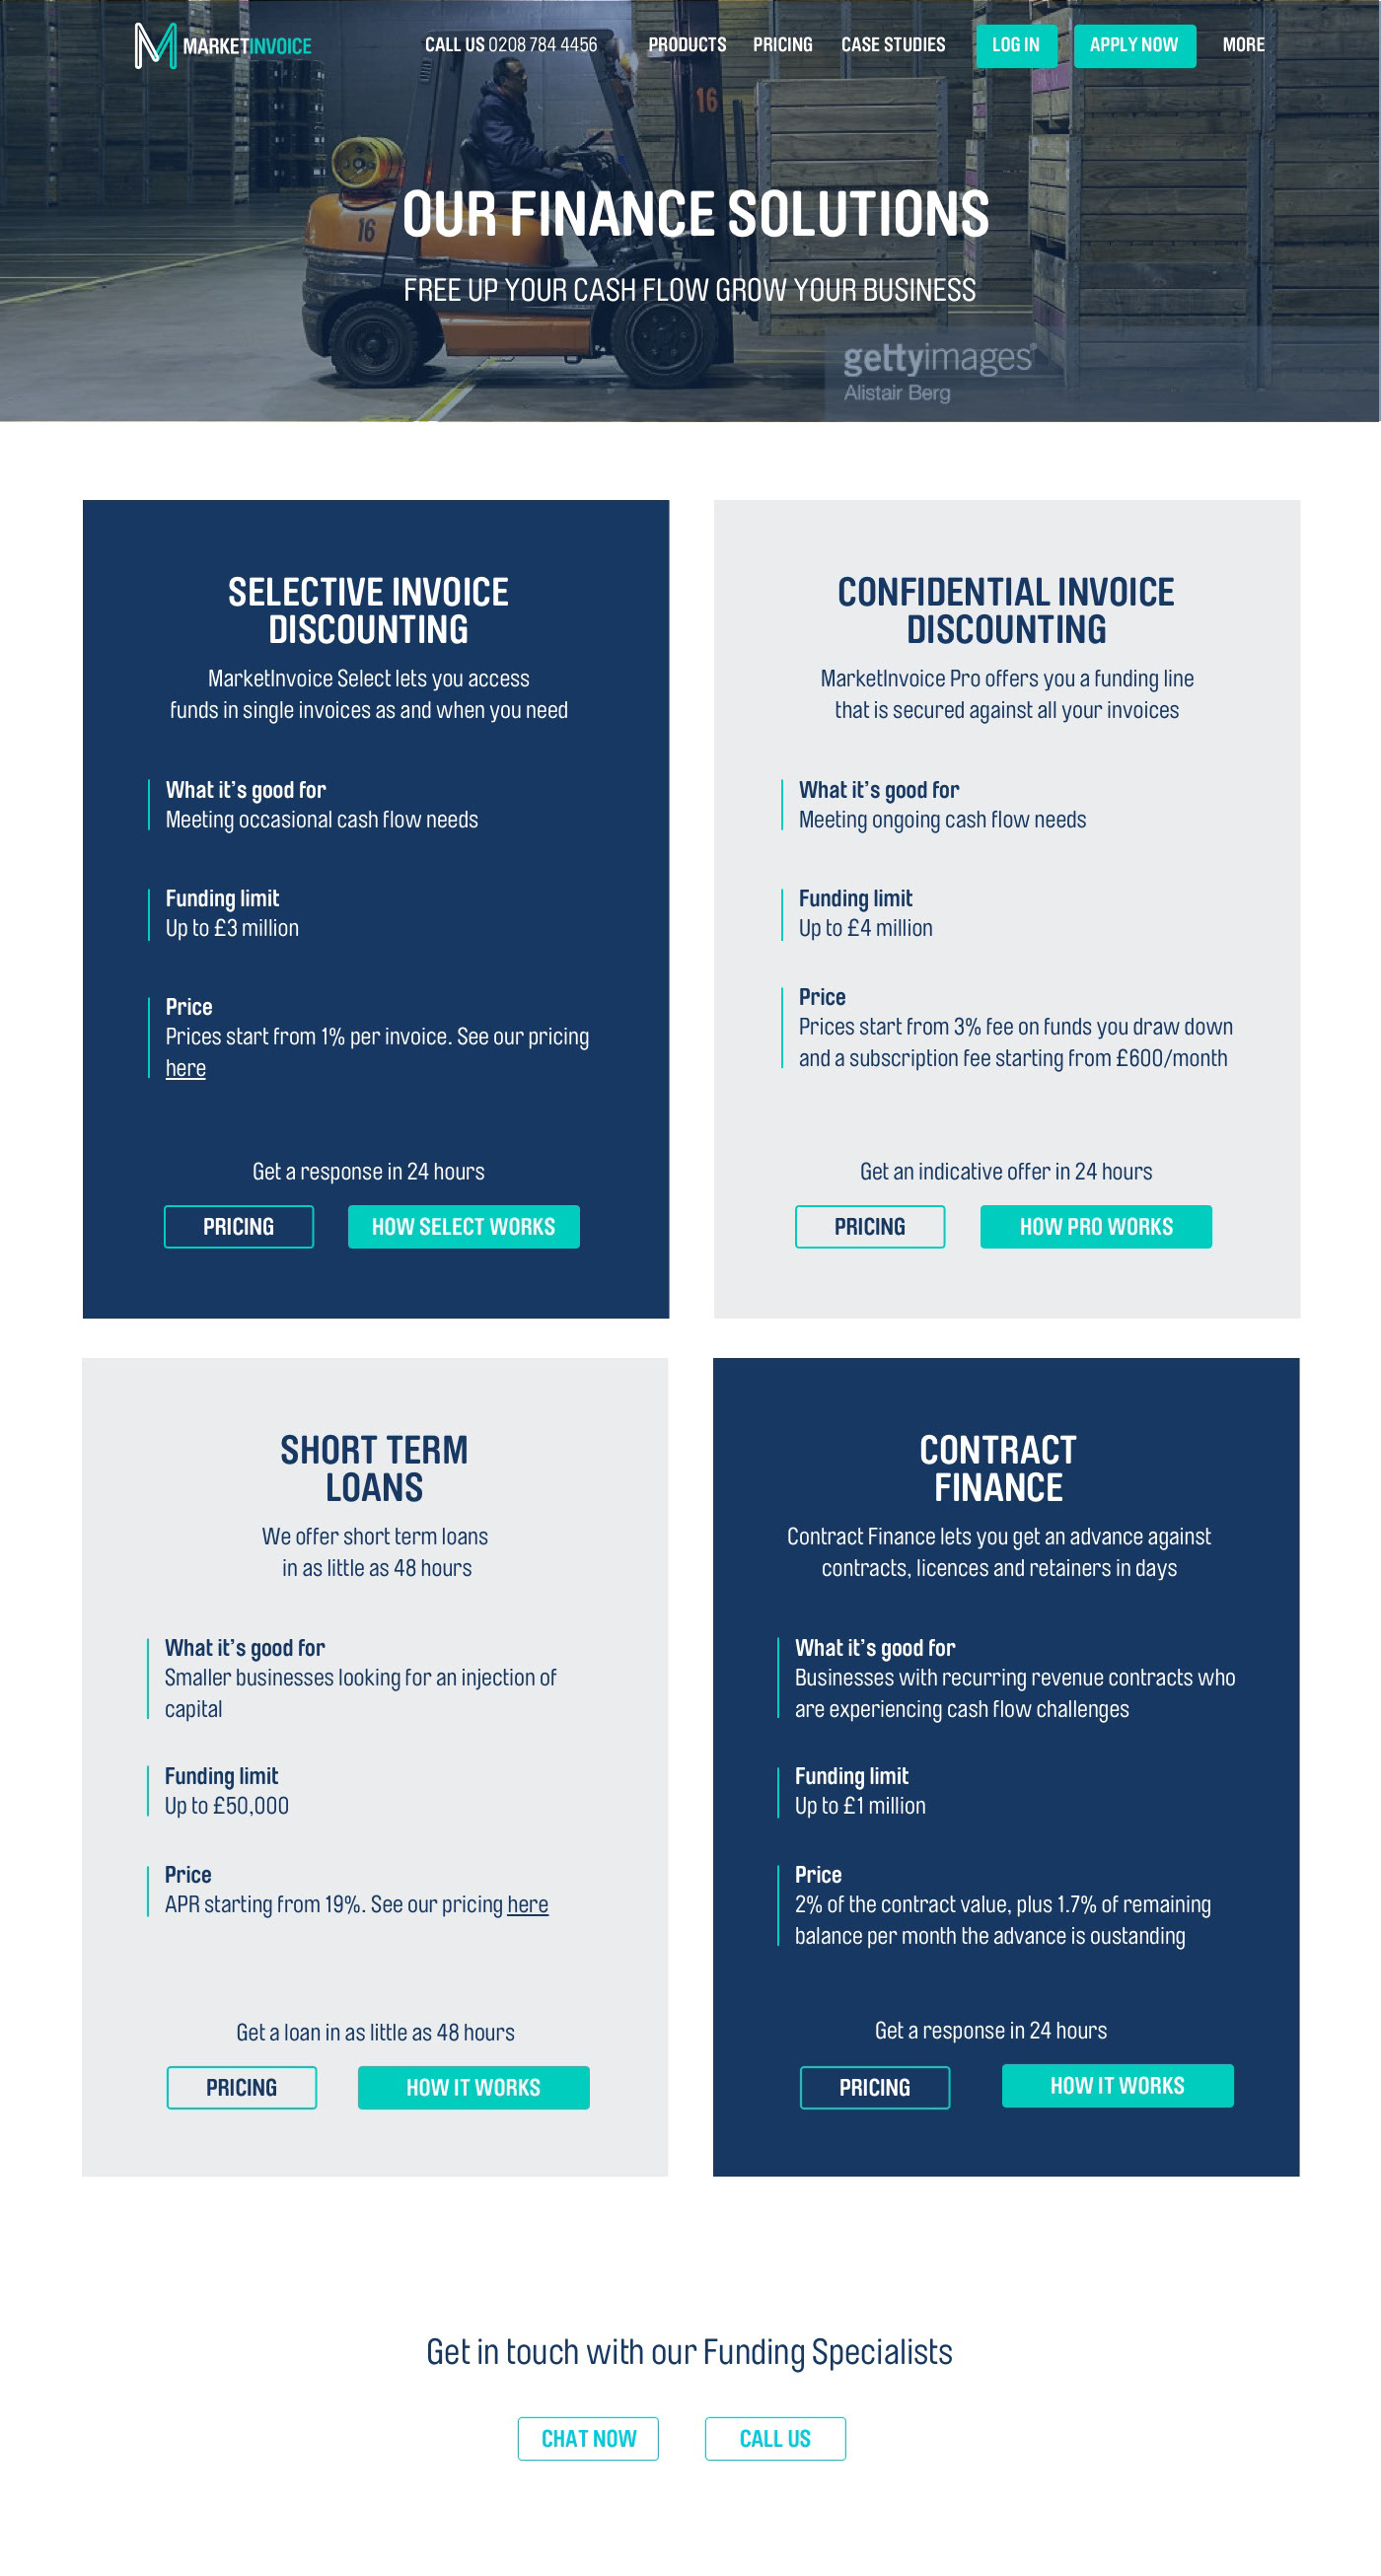 MARKETINVOICE
CALL US 0208 784 4456
PRODUCTS
PRICING
CASE STUDIES
LOG IN
APPLY NOW
MORE
16
16
OUR FINANCE SOLUTIONS
FREE UP YOUR CASH FLOW GROW YOUR BUSINESS
gettyimages®
Alistair Berg
SELECTIVE INVOICE
DISCOUNTING
MarketInvoice Select lets you access
funds in single invoices as and when you need
What it's good for
Meeting occasional cash flow needs
Funding limit
Up to £3 million
Price
Prices start from 1% per invoice. See our pricing
here
Get a response in 24 hours
PRICING
HOW SELECT WORKS
CONFIDENTIAL INVOICE
DISCOUNTING
MarketInvoice Pro offers you a funding line
that is secured against all your invoices
What it's good for
Meeting ongoing cash flow needs
Funding limit
Up to £4 million
Price
Prices start from 3% fee on funds you draw down
and a subscription fee starting from £600/month
Get an indicative offer in 24 hours
PRICING
HOW PRO WORKS
SHORT TERM
LOANS
We offer short term loans
in as little as 48 hours
What it's good for
Smaller businesses looking for an injection of
capital
Funding limit
Up to £50,000
Price
APR starting from 19%. See our pricing here
Get a loan in as little as 48 hours
PRICING
HOW IT WORKS
CONTRACT
FINANCE
Contract Finance lets you get an advance against
contracts, licences and retainers in days
What it's good for
Businesses with recurring revenue contracts who
are experiencing cash flow challenges
Funding limit
Up to £1 million
Price
2% of the contract value, plus 1.7% of remaining
balance per month the advance is oustanding
Get a response in 24 hours
PRICING
HOW IT WORKS
Get in touch with our Funding Specialists
CHAT NOW
CALL US